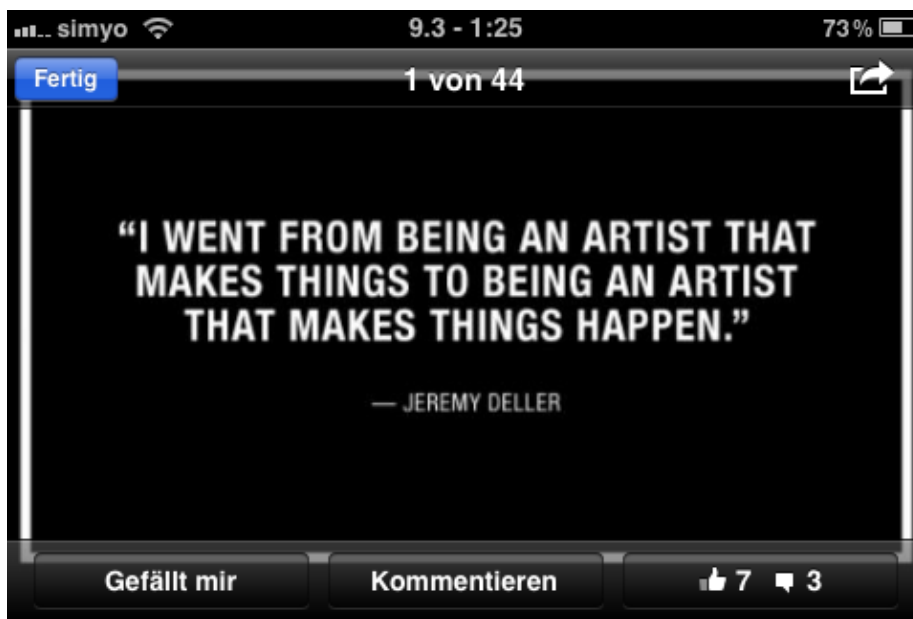 simyo 9.3 - 1:25 73%
Fertig 1 von 44
“I WENT FROM BEING AN ARTIST THAT
MAKES THINGS TO BEING AN ARTIST
THAT MAKES THINGS HAPPEN.”
— JEREMY DELLER
Gefällt mir Kommentieren 7 3